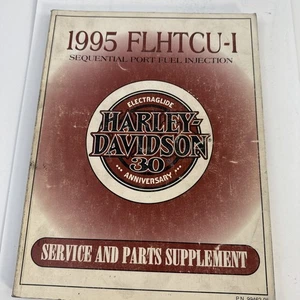 1995 FLHTCU-I
SEQUENTIAL PORT FUEL INJECTION
ELECTRAGLIDE
HARLEY-
DAVIDSON
30
ANNIVERSARY
SERVICE AND PARTS SUPPLEMENT